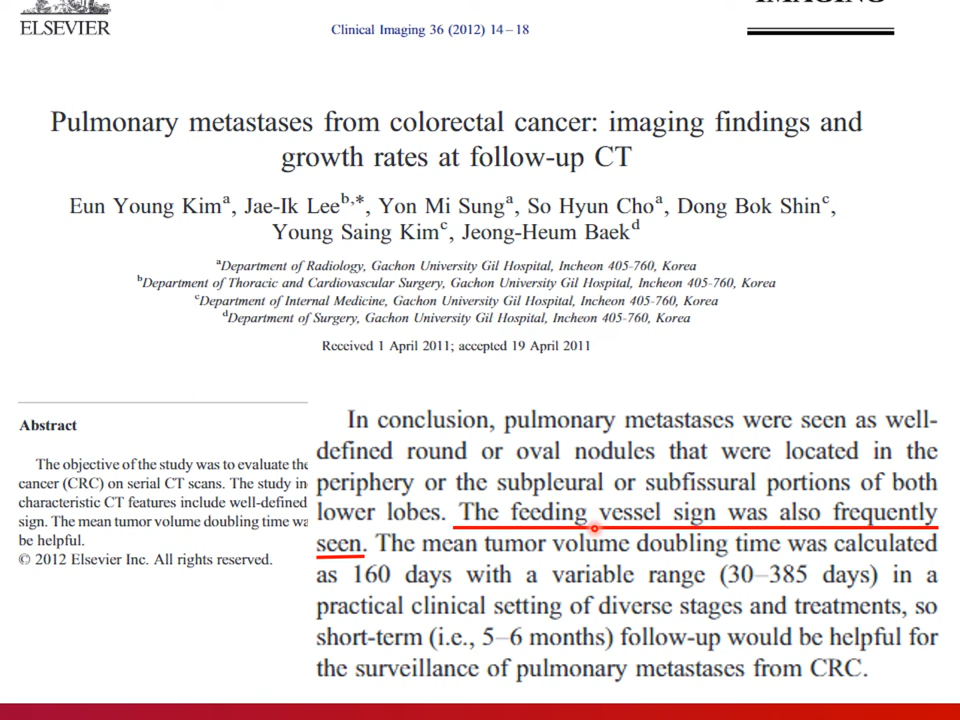 IMAGING
ELSEVIER
Clinical Imaging 36 (2012) 14–18
Pulmonary metastases from colorectal cancer: imaging findings and
growth rates at follow-up CT
Eun Young Kimᵃ, Jae-Ik Leeᵇ,*, Yon Mi Sungᵃ, So Hyun Choᵃ, Dong Bok Shinᶜ,
Young Saing Kimᶜ, Jeong-Heum Baekᵈ
ᵃDepartment of Radiology, Gachon University Gil Hospital, Incheon 405-760, Korea
ᵇDepartment of Thoracic and Cardiovascular Surgery, Gachon University Gil Hospital, Incheon 405-760, Korea
ᶜDepartment of Internal Medicine, Gachon University Gil Hospital, Incheon 405-760, Korea
ᵈDepartment of Surgery, Gachon University Gil Hospital, Incheon 405-760, Korea
Received 1 April 2011; accepted 19 April 2011
Abstract
The objective of the study was to evaluate the
cancer (CRC) on serial CT scans. The study in
characteristic CT features include well-defined
sign. The mean tumor volume doubling time wa
be helpful.
© 2012 Elsevier Inc. All rights reserved.
In conclusion, pulmonary metastases were seen as well-
defined round or oval nodules that were located in the
periphery or the subpleural or subfissural portions of both
lower lobes. The feeding vessel sign was also frequently
seen. The mean tumor volume doubling time was calculated
as 160 days with a variable range (30–385 days) in a
practical clinical setting of diverse stages and treatments, so
short-term (i.e., 5–6 months) follow-up would be helpful for
the surveillance of pulmonary metastases from CRC.